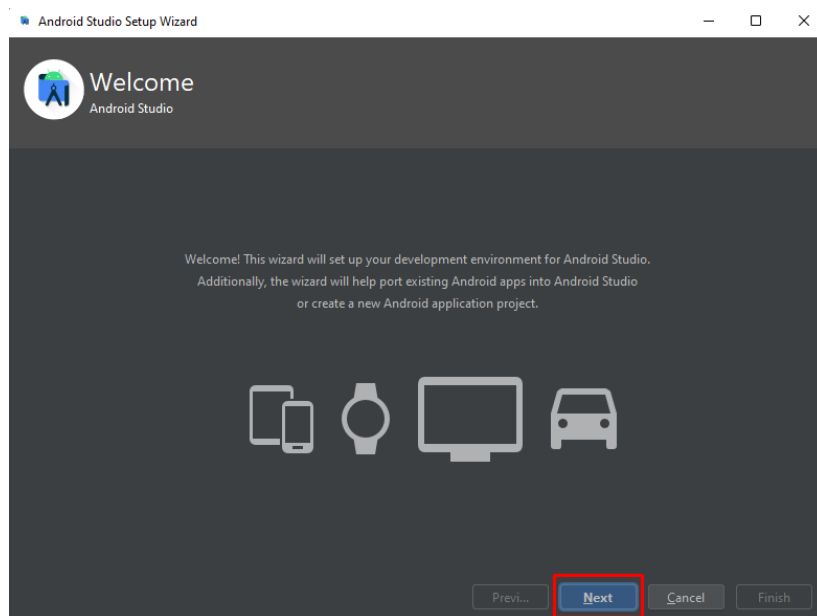 Android Studio Setup Wizard
Welcome
Android Studio
Welcome! This wizard will set up your development environment for Android Studio.
Additionally, the wizard will help port existing Android apps into Android Studio
or create a new Android application project.
Previ... Next Cancel Finish